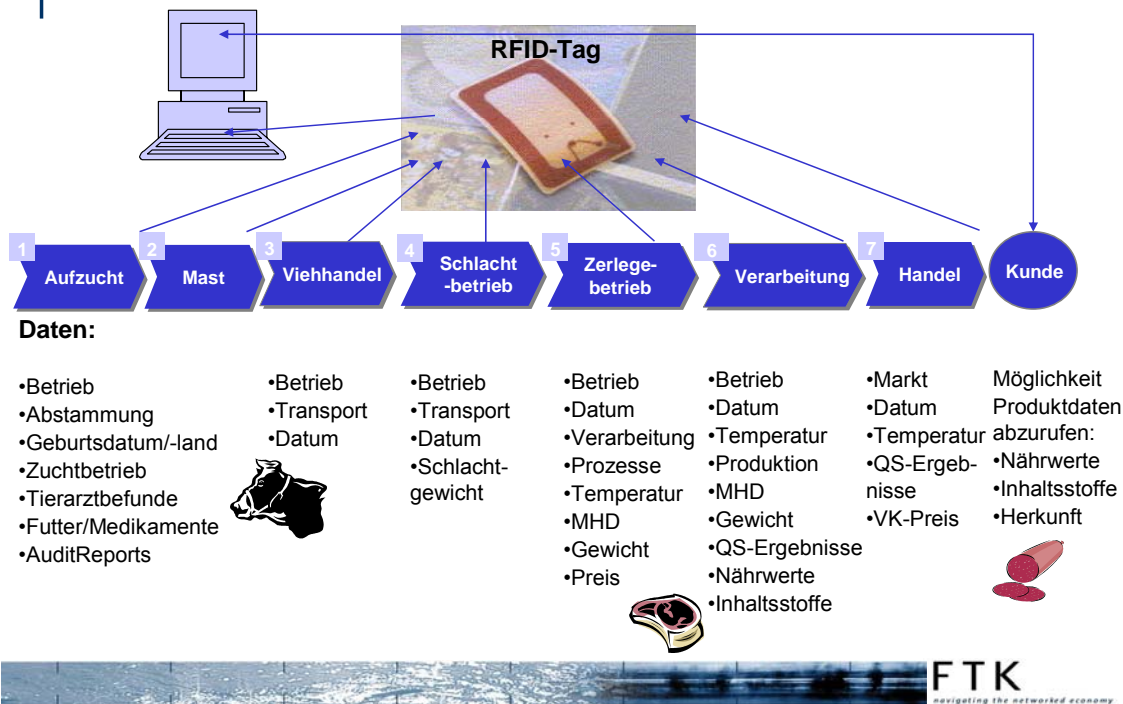 RFID-Tag
1
Aufzucht
2
Mast
3
Viehhandel
4
Schlacht
-betrieb
5
Zerlege-
betrieb
6
Verarbeitung
7
Handel
Kunde
Daten:
•Betrieb
•Abstammung
•Geburtsdatum/-land
•Zuchtbetrieb
•Tierarztbefunde
•Futter/Medikamente
•AuditReports
•Betrieb
•Transport
•Datum
•Betrieb
•Transport
•Datum
•Schlacht-
gewicht
•Betrieb
•Datum
•Verarbeitung
•Prozesse
•Temperatur
•MHD
•Gewicht
•Preis
•Betrieb
•Datum
•Temperatur
•Produktion
•MHD
•Gewicht
•QS-Ergebnisse
•Nährwerte
•Inhaltsstoffe
•Markt
•Datum
•Temperatur
•QS-Ergeb-
nisse
•VK-Preis
Möglichkeit
Produktdaten
abzurufen:
•Nährwerte
•Inhaltsstoffe
•Herkunft
FTK
navigating the networked economy